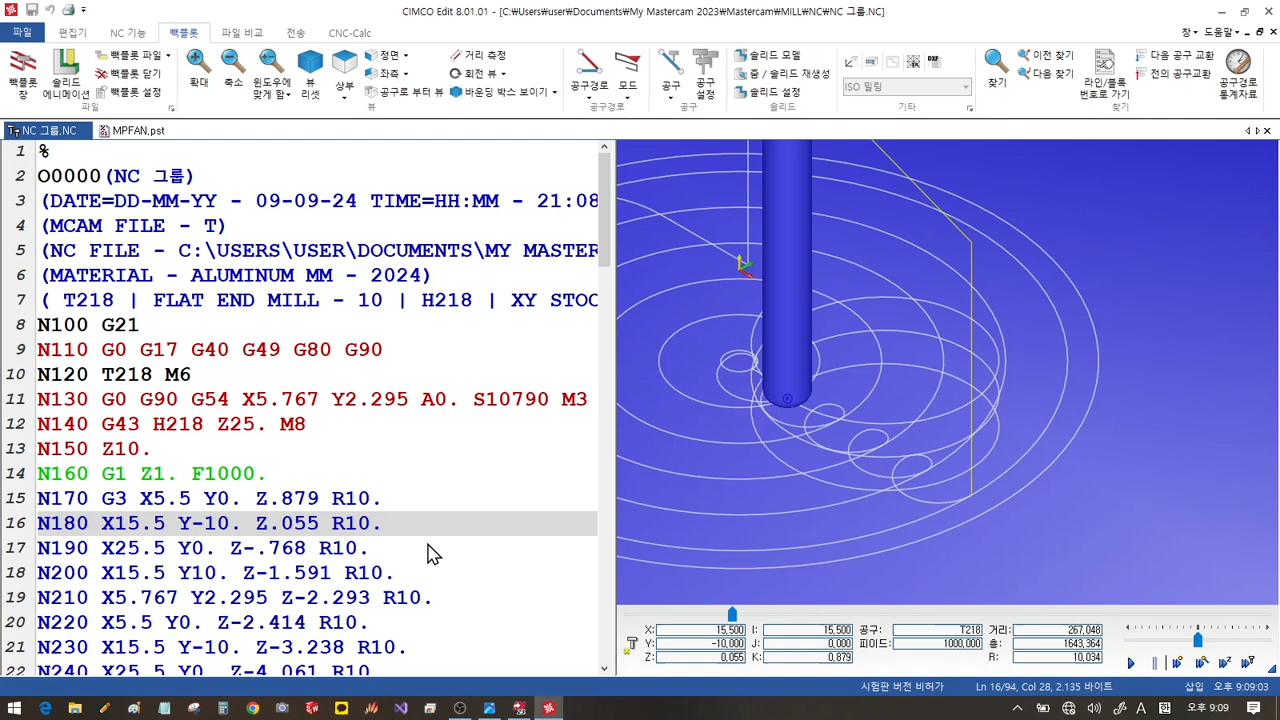 CIMCO Edit 8.01.01 - [C:\Users\user\Documents\My Mastercam 2023\Mastercam\MILL\NC\NC 그룹.NC]
파일 편집기 NC 기능 백플롯 파일 비교 전송 CNC-Calc 창 도움말
백플롯 창
솔리드 에니메이션
백플롯 파일
백플롯 닫기
백플롯 설정
파일
확대
축소
윈도우에 맞게 함
뷰 리셋
상부
정면
좌측
공구로 부터 뷰
거리 측정
회전 뷰
바운딩 박스 보이기
뷰
공구경로
모드
공구경로
공구
공구 설정
공구
솔리드 모델
줌 / 솔리드 재생성
솔리드 설정
솔리드
DXF
ISO 밀링
기타
찾기
이전 찾기
다음 찾기
라인/블록 번호로 가기
다음 공구 교환
전의 공구교환
찾기
공구경로 통계자료
NC 그룹.NC MPFAN.pst
1 %
2 O0000(NC 그룹)
3 (DATE=DD-MM-YY - 09-09-24 TIME=HH:MM - 21:08
4 (MCAM FILE - T)
5 (NC FILE - C:\USERS\USER\DOCUMENTS\MY MASTER
6 (MATERIAL - ALUMINUM MM - 2024)
7 ( T218 | FLAT END MILL - 10 | H218 | XY STOC
8 N100 G21
9 N110 G0 G17 G40 G49 G80 G90
10 N120 T218 M6
11 N130 G0 G90 G54 X5.767 Y2.295 A0. S10790 M3
12 N140 G43 H218 Z25. M8
13 N150 Z10.
14 N160 G1 Z1. F1000.
15 N170 G3 X5.5 Y0. Z.879 R10.
16 N180 X15.5 Y-10. Z.055 R10.
17 N190 X25.5 Y0. Z-.768 R10.
18 N200 X15.5 Y10. Z-1.591 R10.
19 N210 X5.767 Y2.295 Z-2.293 R10.
20 N220 X5.5 Y0. Z-2.414 R10.
21 N230 X15.5 Y-10. Z-3.238 R10.
22 N240 X25.5 Y0. Z-4.061 R10.
X: 15,500 I: 15,500 공구: T218 거리: 267,048
Y: -10,000 J: 0,000 피이드: 1000,000 총: 1643,364
Z: 0,055 K: 0,879 R: 10,034
시험판 버전 비허가 Ln 16/94, Col 28, 2.135 바이트 삽입 오후 9:09:03
A 한 오후 9:09